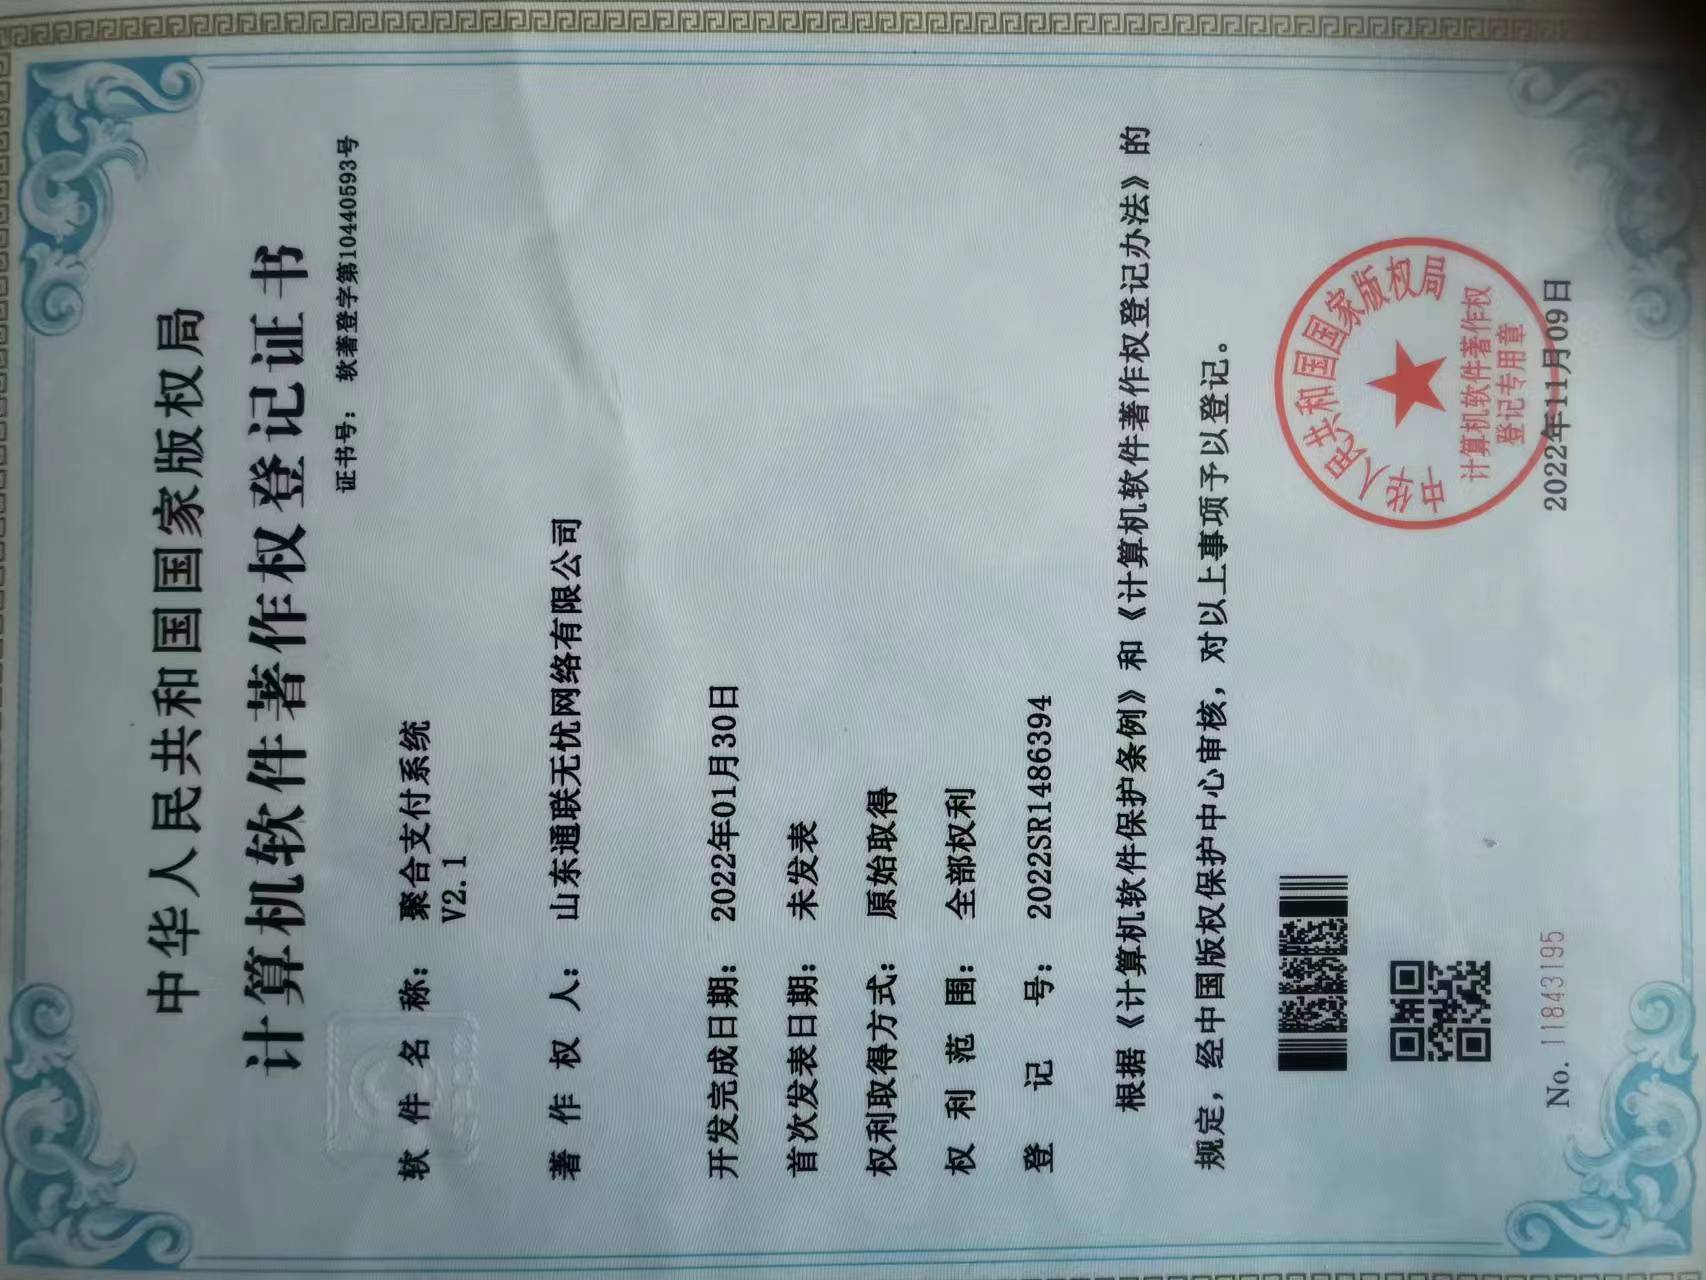 中华人民共和国国家版权局
计算机软件著作权登记证书
证书号： 软著登字第10440593号
软件名称： 聚合支付系统
V2.1
著作权人： 山东通联无忧网络有限公司
开发完成日期： 2022年01月30日
首次发表日期： 未发表
权利取得方式： 原始取得
权利范围： 全部权利
登记号： 2022SR1486394
根据《计算机软件保护条例》和《计算机软件著作权登记办法》的
规定，经中国版权保护中心审核，对以上事项予以登记。
中华人民共和国国家版权局
计算机软件著作权
登记专用章
No. 11843195
2022年11月09日